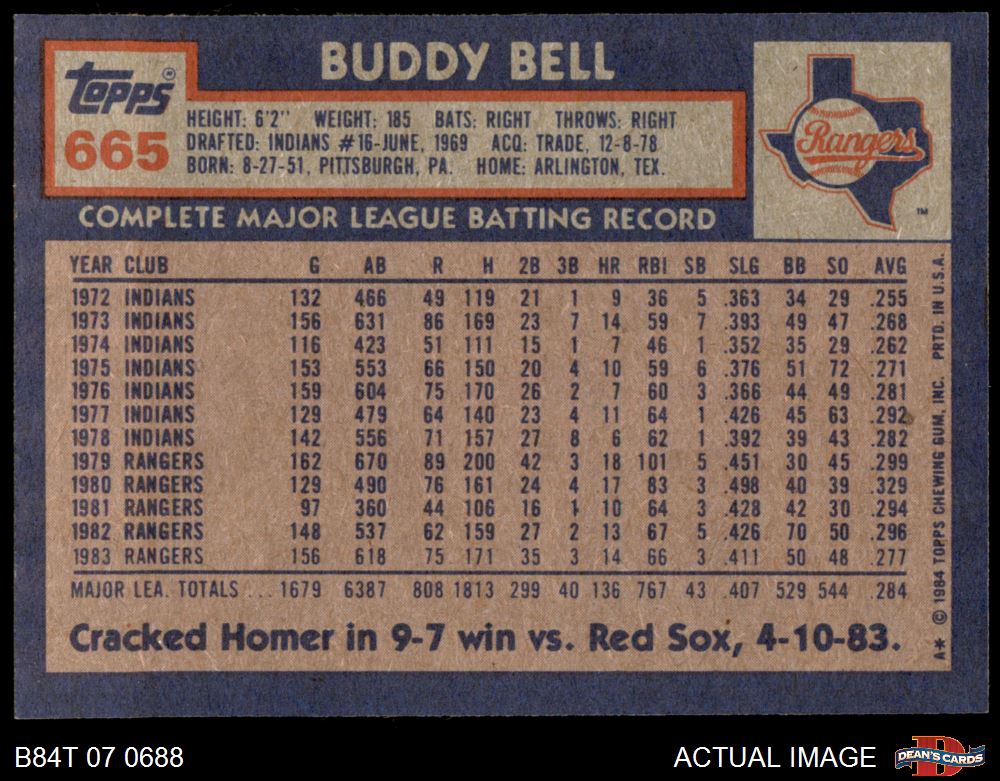 BUDDY BELL
Topps®
665
HEIGHT: 6'2" WEIGHT: 185 BATS: RIGHT THROWS: RIGHT
DRAFTED: INDIANS #16-JUNE, 1969 ACQ: TRADE, 12-8-78
BORN: 8-27-51, PITTSBURGH, PA. HOME: ARLINGTON, TEX.
Rangers
TM
COMPLETE MAJOR LEAGUE BATTING RECORD
YEAR CLUB G AB R H 2B 3B HR RBI SB SLG BB SO AVG
1972 INDIANS 132 466 49 119 21 1 9 36 5 .363 34 29 .255
1973 INDIANS 156 631 86 169 23 7 14 59 7 .393 49 47 .268
1974 INDIANS 116 423 51 111 15 1 7 46 1 .352 35 29 .262
1975 INDIANS 153 553 66 150 20 4 10 59 6 .376 51 72 .271
1976 INDIANS 159 604 75 170 26 2 7 60 3 .366 44 49 .281
1977 INDIANS 129 479 64 140 23 4 11 64 1 .426 45 63 .292
1978 INDIANS 142 556 71 157 27 8 6 62 1 .392 39 43 .282
1979 RANGERS 162 670 89 200 42 3 18 101 5 .451 30 45 .299
1980 RANGERS 129 490 76 161 24 4 17 83 3 .498 40 39 .329
1981 RANGERS 97 360 44 106 16 1 10 64 3 .428 42 30 .294
1982 RANGERS 148 537 62 159 27 2 13 67 5 .426 70 50 .296
1983 RANGERS 156 618 75 171 35 3 14 66 3 .411 50 48 .277
MAJOR LEA. TOTALS ... 1679 6387 808 1813 299 40 136 767 43 .407 529 544 .284
Cracked Homer in 9-7 win vs. Red Sox, 4-10-83.
A* © 1984 TOPPS CHEWING GUM, INC. PRTD. IN U.S.A.
B84T 07 0688
ACTUAL IMAGE
DEAN'S CARDS